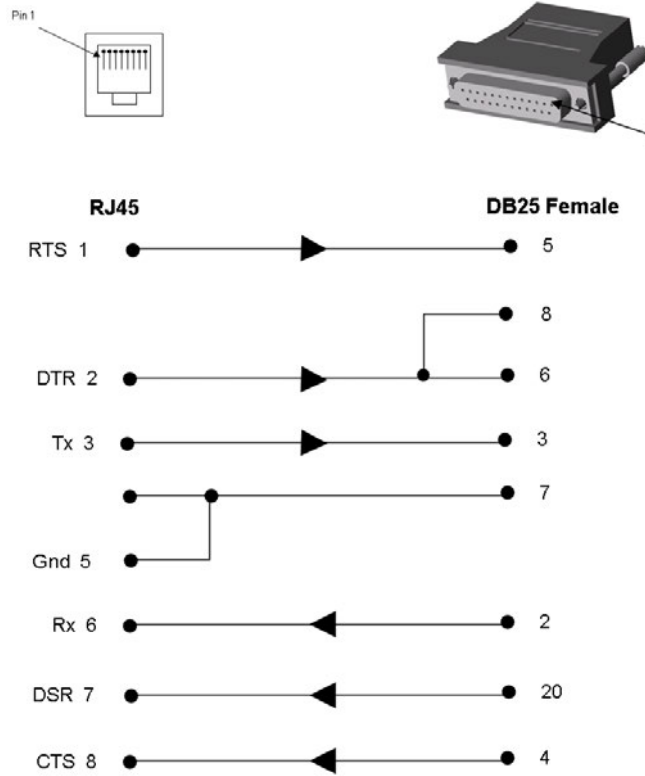 Pin 1
RJ45 DB25 Female
RTS 1 5
8
DTR 2 6
Tx 3 3
7
Gnd 5
Rx 6 2
DSR 7 20
CTS 8 4